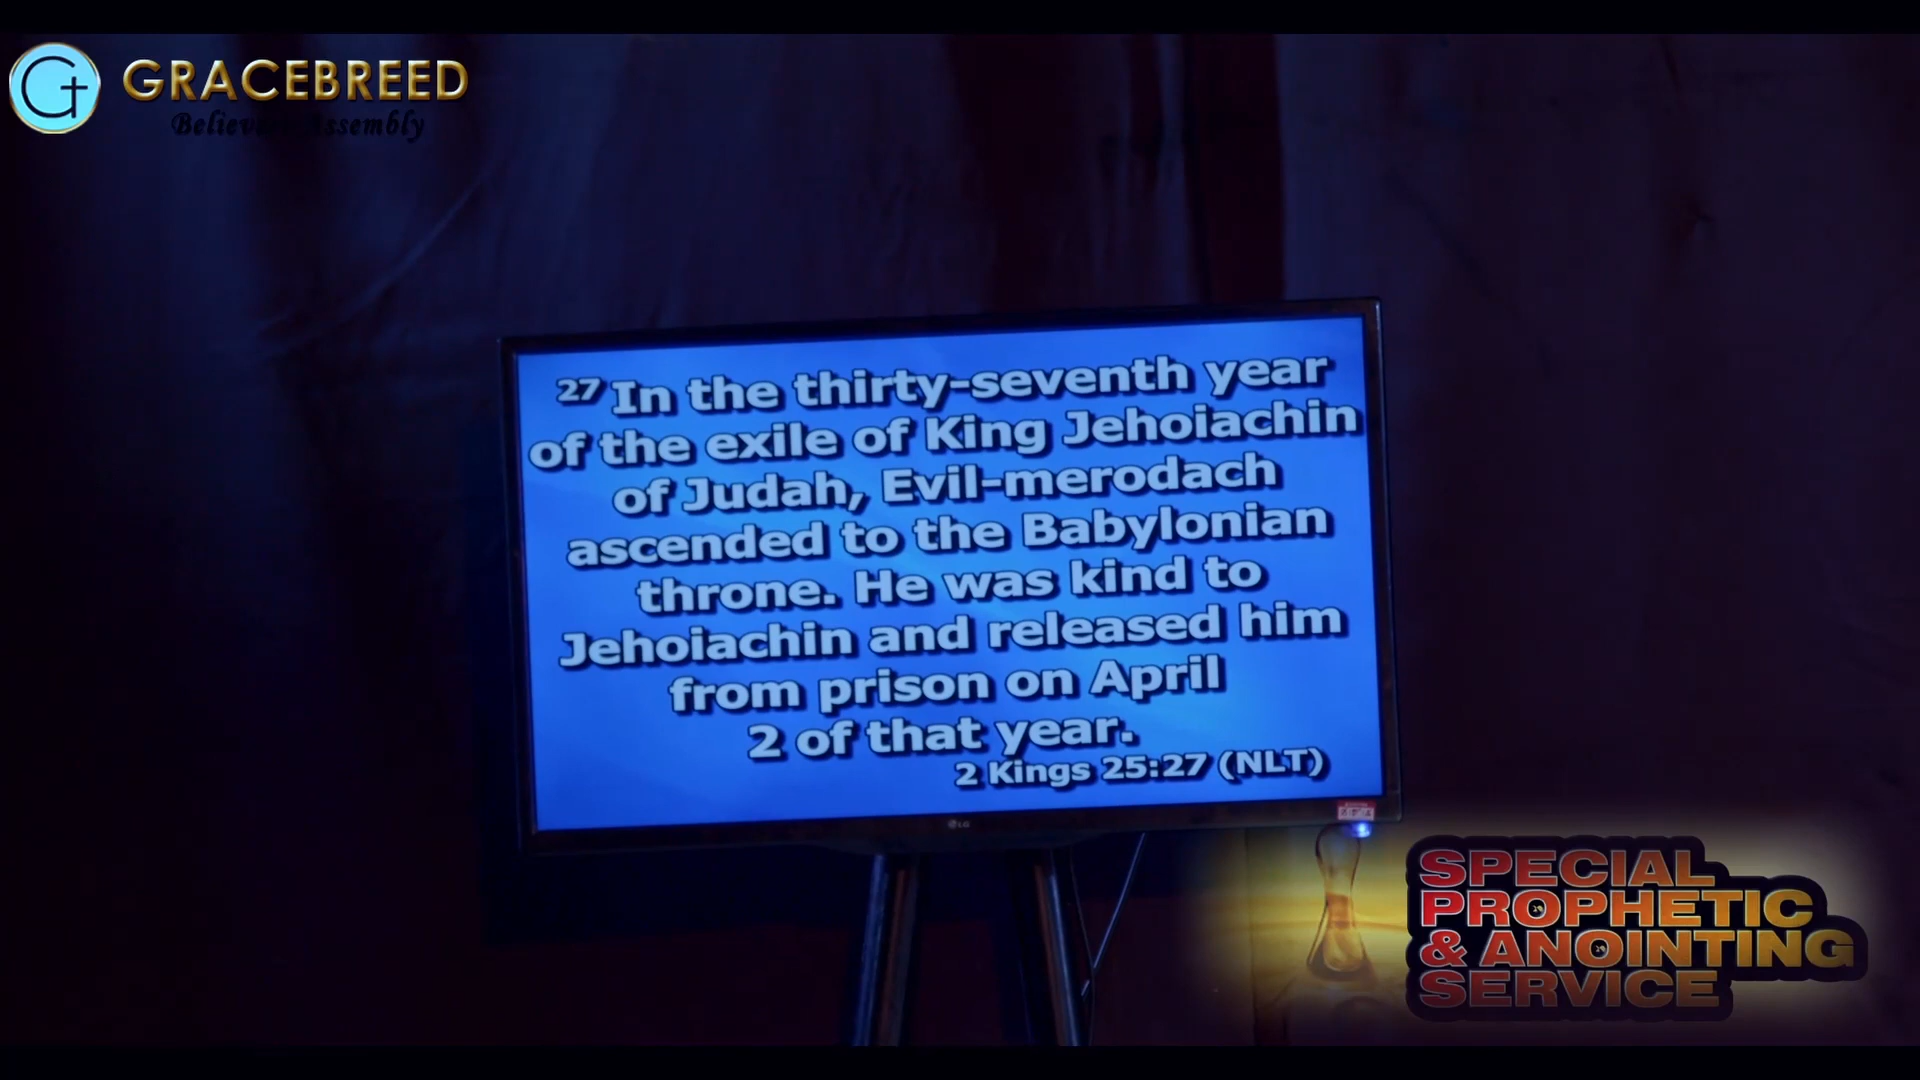 GRACEBREED
Believers Assembly
27 In the thirty-seventh year
of the exile of King Jehoiachin
of Judah, Evil-merodach
ascended to the Babylonian
throne. He was kind to
Jehoiachin and released him
from prison on April
2 of that year.
2 Kings 25:27 (NLT)
LG
SPECIAL
PROPHETIC
& ANOINTING
SERVICE